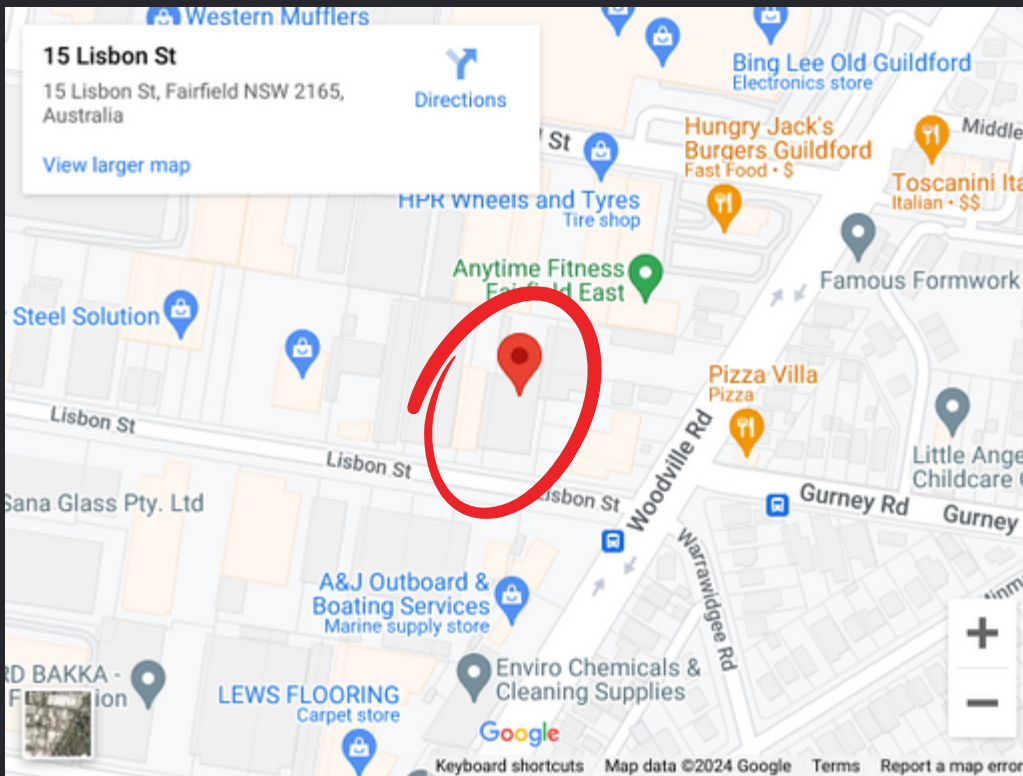 Western Mufflers
15 Lisbon St
15 Lisbon St, Fairfield NSW 2165,
Australia
Directions
View larger map
Bing Lee Old Guildford
Electronics store
St
Hungry Jack's
Burgers Guildford
Fast Food • $
Middle
Toscanini Ita
Italian • $$
HPR Wheels and Tyres
Tire shop
Anytime Fitness
Fairfield East
Famous Formwork
Steel Solution
Pizza Villa
Pizza
Lisbon St
Lisbon St
Lisbon St
Woodville Rd
Little Ange
Childcare
Sana Glass Pty. Ltd
Gurney Rd
Gurney
Warrawidgee Rd
A&J Outboard &
Boating Services
Marine supply store
Enviro Chemicals &
Cleaning Supplies
RD BAKKA -
LEWS FLOORING
Carpet store
+
−
Google
Keyboard shortcuts
Map data ©2024 Google
Terms
Report a map error